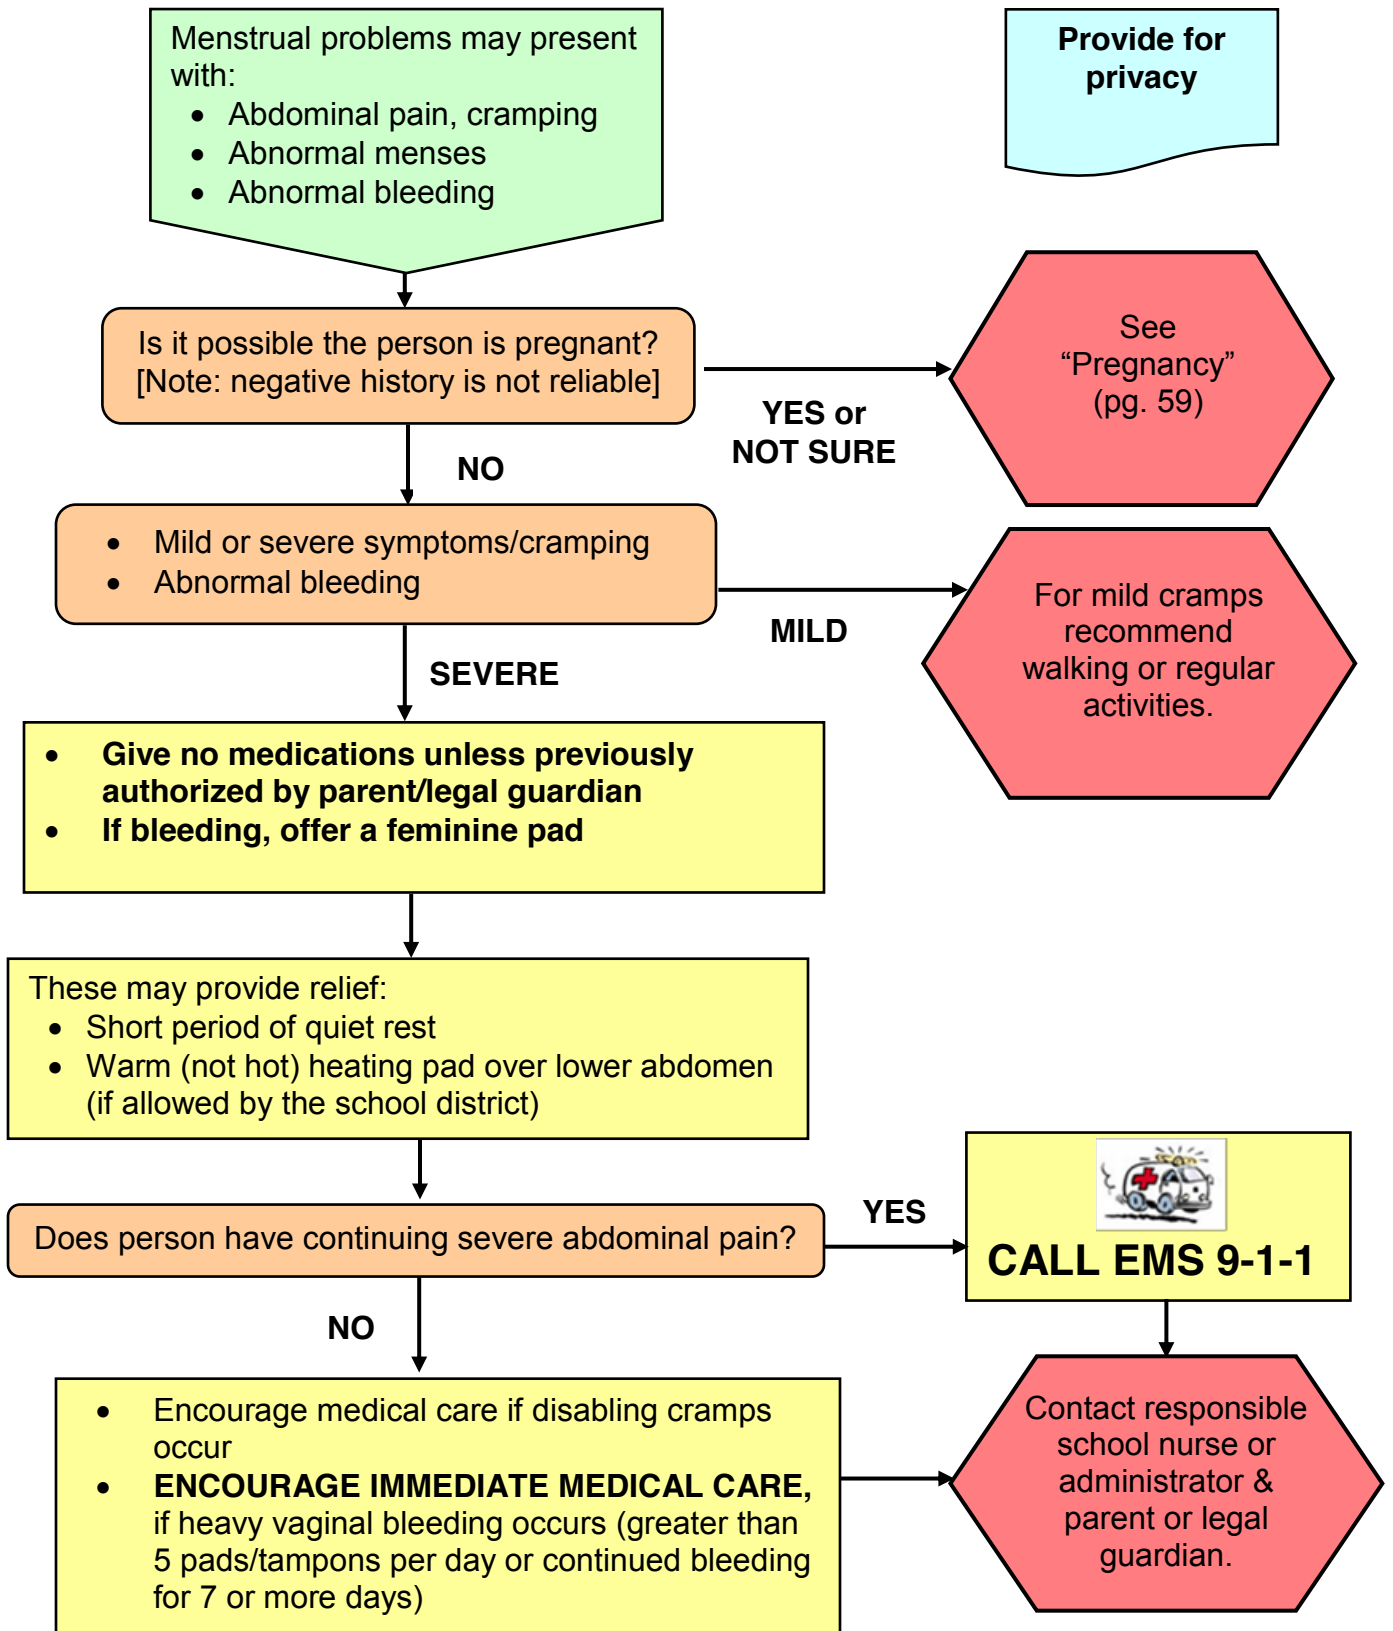 Menstrual problems may present
with:
• Abdominal pain, cramping
• Abnormal menses
• Abnormal bleeding
Provide for
privacy
Is it possible the person is pregnant?
[Note: negative history is not reliable]
YES or
NOT SURE
See
“Pregnancy”
(pg. 59)
NO
• Mild or severe symptoms/cramping
• Abnormal bleeding
MILD
For mild cramps
recommend
walking or regular
activities.
SEVERE
• Give no medications unless previously
authorized by parent/legal guardian
• If bleeding, offer a feminine pad
These may provide relief:
• Short period of quiet rest
• Warm (not hot) heating pad over lower abdomen
(if allowed by the school district)
Does person have continuing severe abdominal pain?
YES
CALL EMS 9-1-1
NO
• Encourage medical care if disabling cramps
occur
• ENCOURAGE IMMEDIATE MEDICAL CARE,
if heavy vaginal bleeding occurs (greater than
5 pads/tampons per day or continued bleeding
for 7 or more days)
Contact responsible
school nurse or
administrator &
parent or legal
guardian.